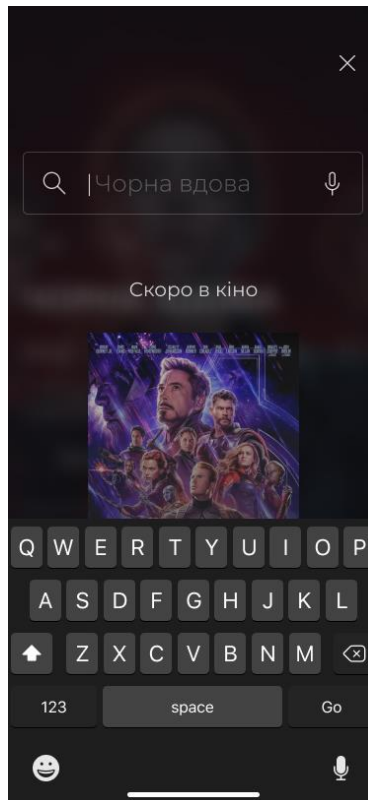 Чорна вдова
Скоро в кіно
Q W E R T Y U I O P
A S D F G H J K L
Z X C V B N M
123 space Go